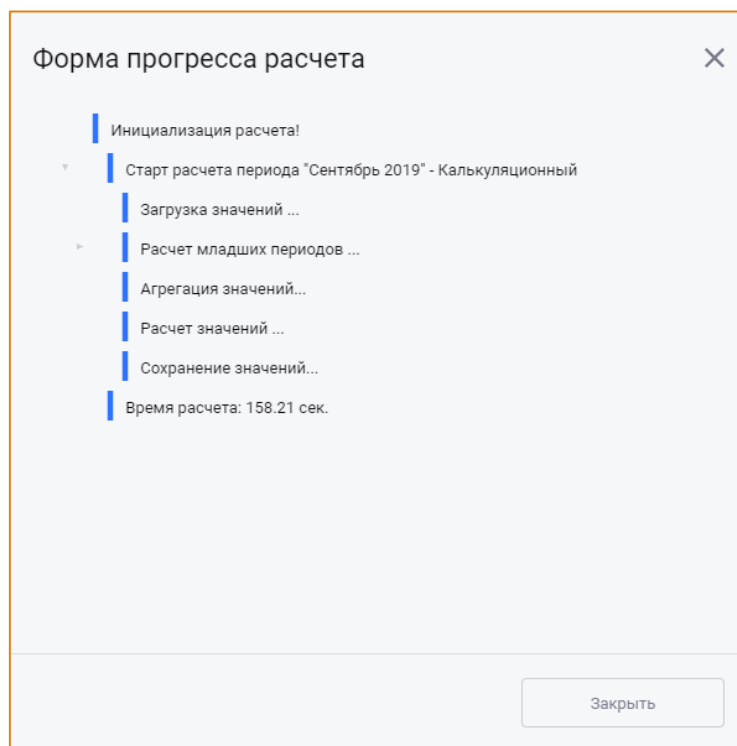 Форма прогресса расчета
Инициализация расчета!
Старт расчета периода "Сентябрь 2019" - Калькуляционный
Загрузка значений ...
Расчет младших периодов ...
Агрегация значений...
Расчет значений ...
Сохранение значений...
Время расчета: 158.21 сек.
Закрыть